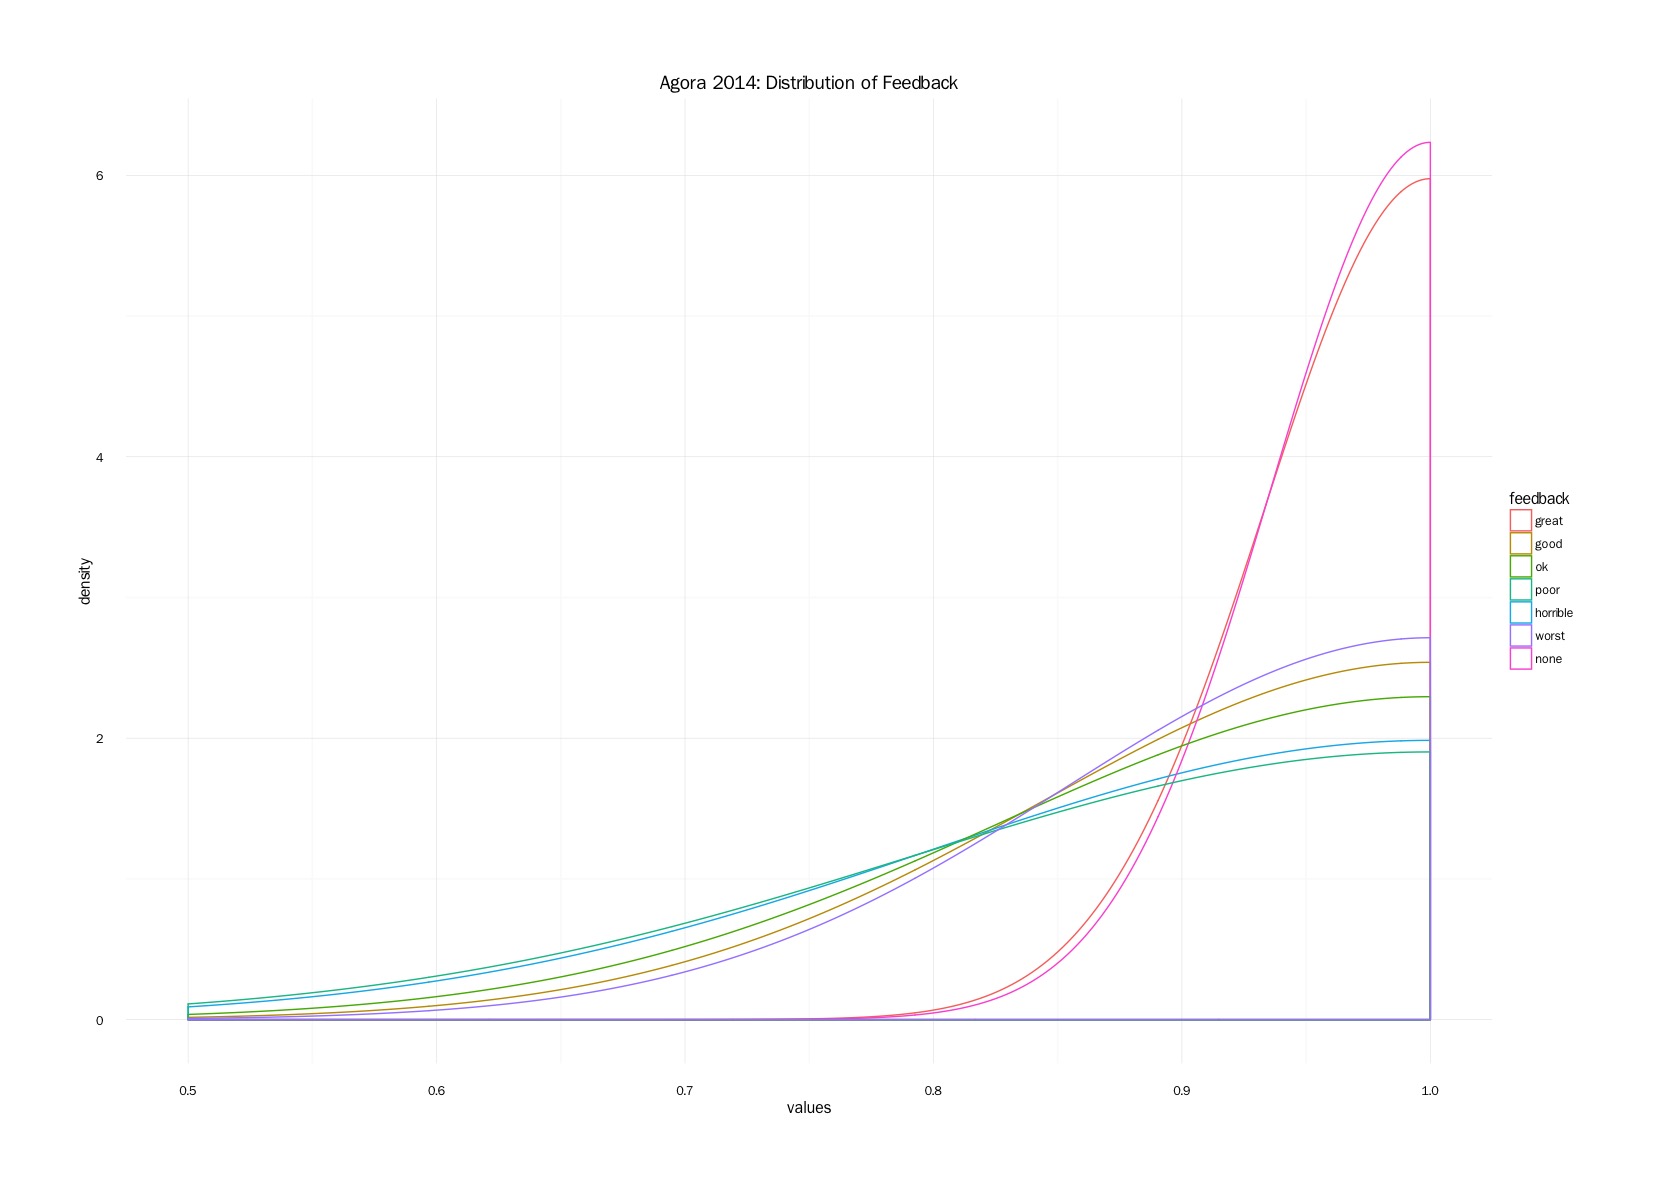 Agora 2014: Distribution of Feedback
6
4
2
0
density
0.5 0.6 0.7 0.8 0.9 1.0
values
feedback
great
good
ok
poor
horrible
worst
none